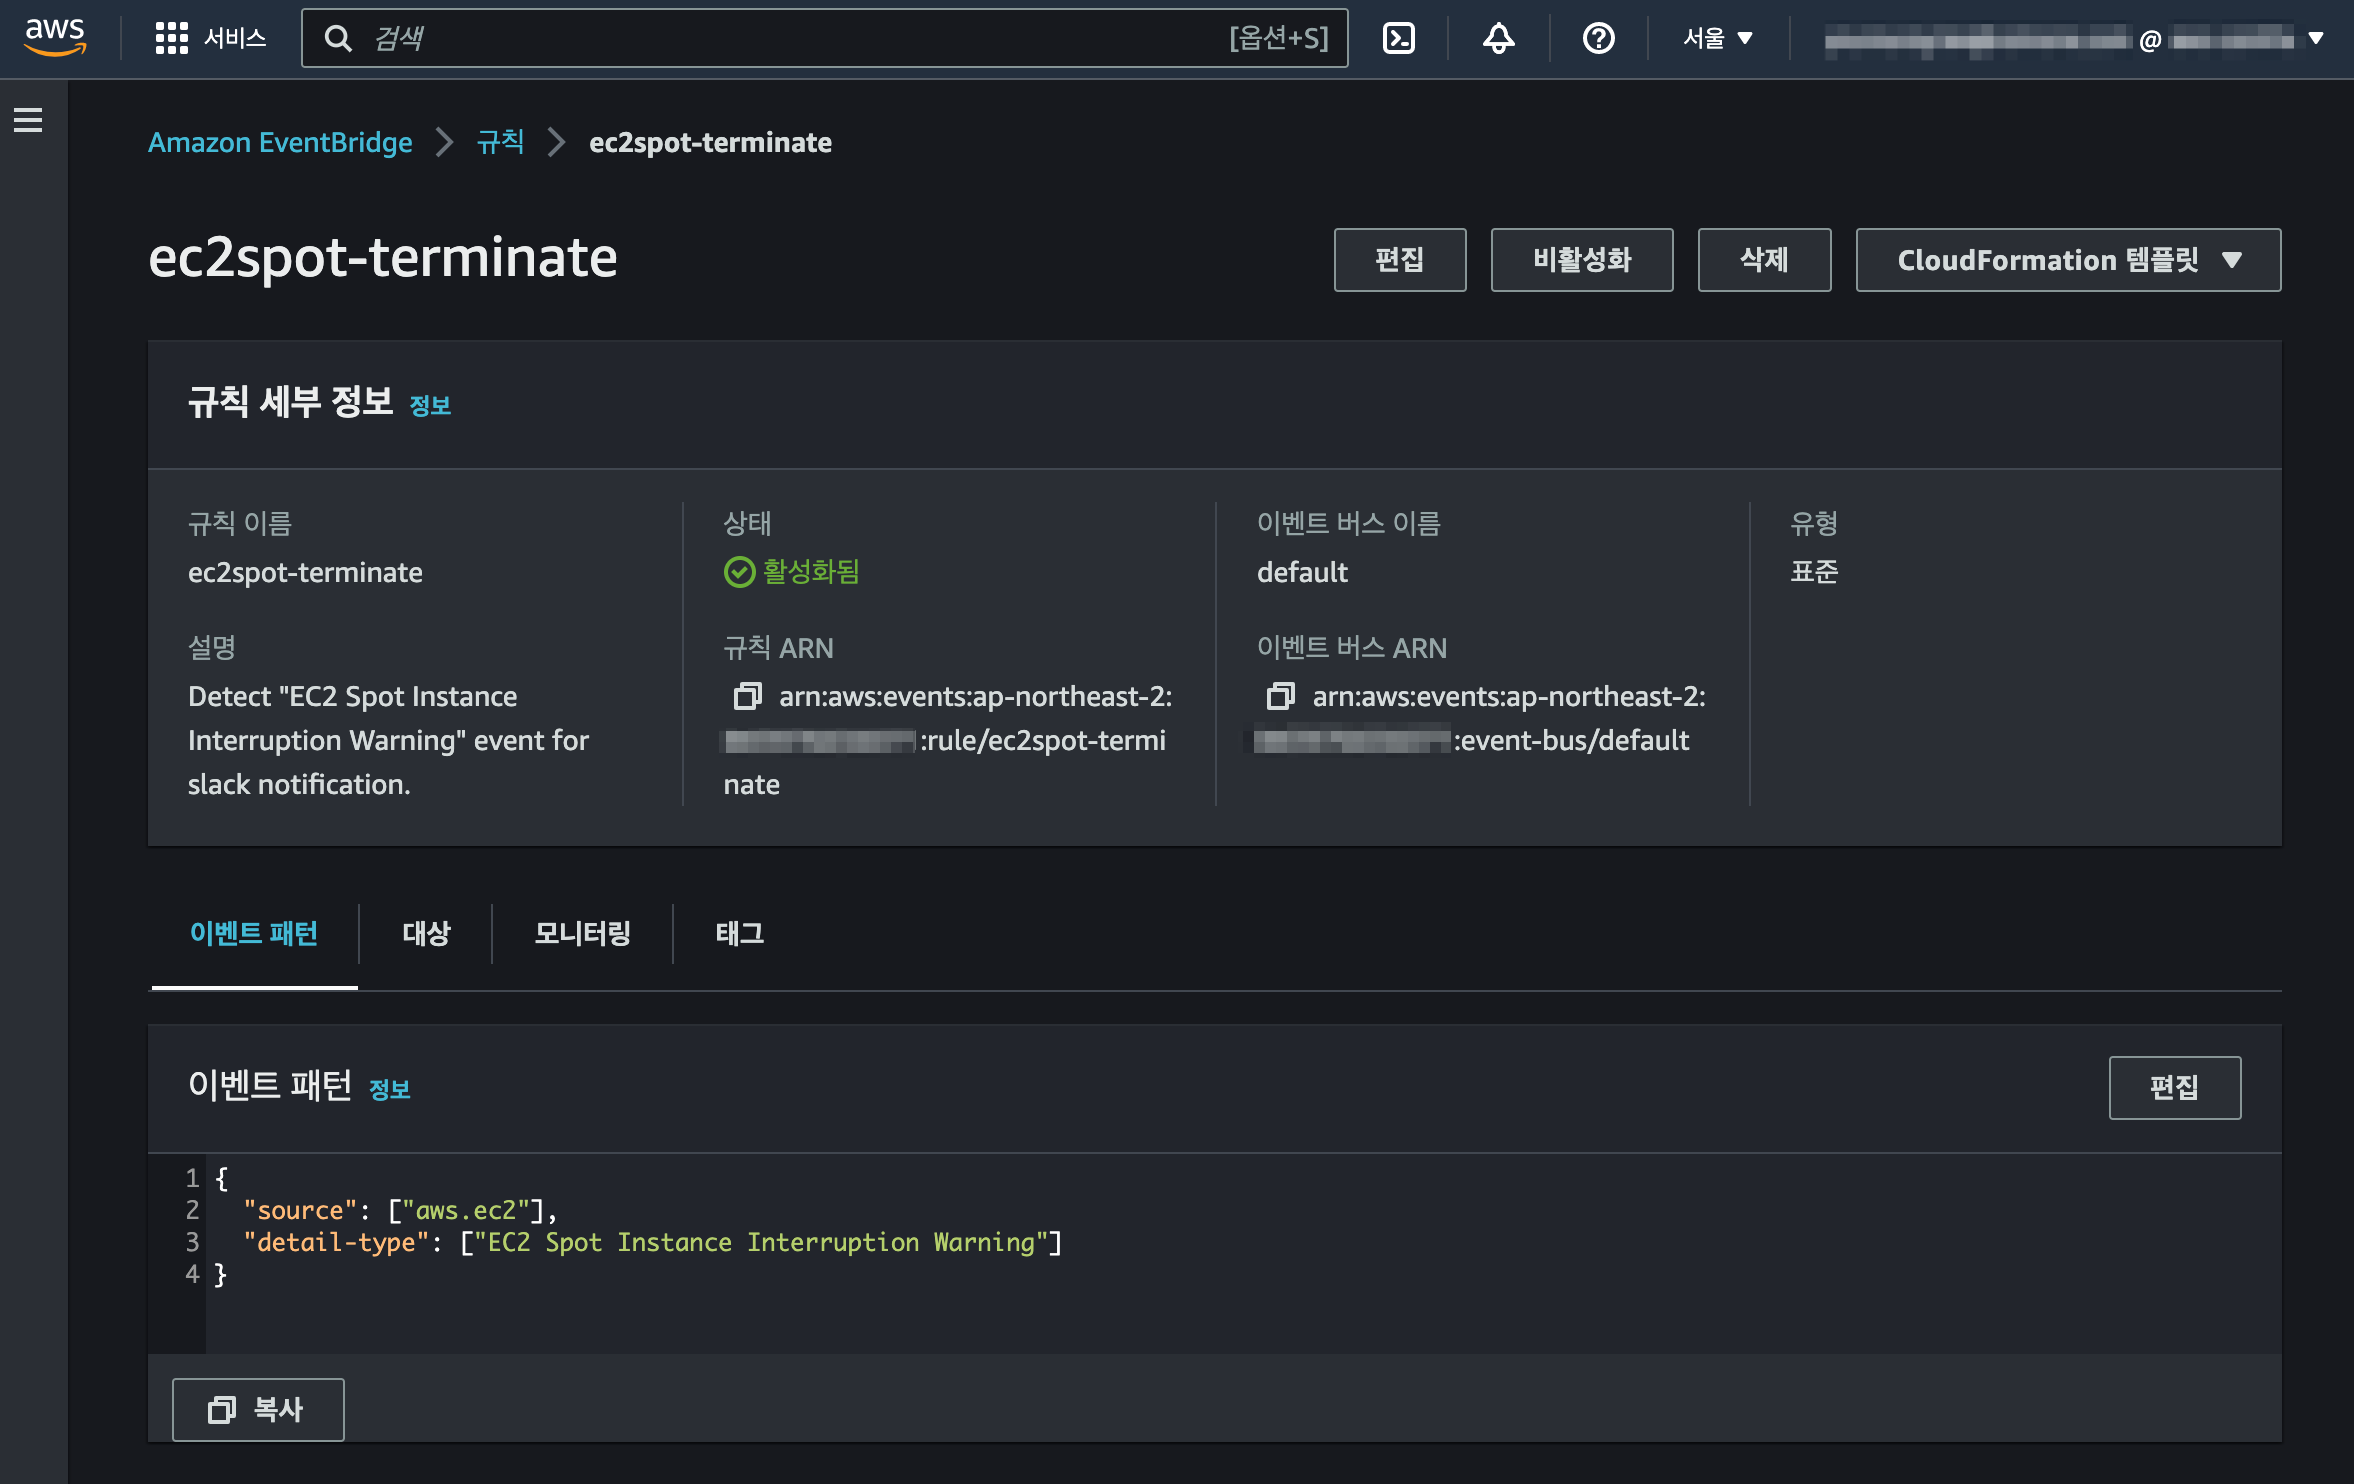 aws
서비스
검색
[옵션+S]
서울
@
Amazon EventBridge
규칙
ec2spot-terminate
ec2spot-terminate
편집
비활성화
삭제
CloudFormation 템플릿
규칙 세부 정보
정보
규칙 이름
ec2spot-terminate
설명
Detect "EC2 Spot Instance
Interruption Warning" event for
slack notification.
상태
활성화됨
규칙 ARN
arn:aws:events:ap-northeast-2:
:rule/ec2spot-termi
nate
이벤트 버스 이름
default
이벤트 버스 ARN
arn:aws:events:ap-northeast-2:
:event-bus/default
유형
표준
이벤트 패턴
대상
모니터링
태그
이벤트 패턴
정보
편집
1 {
2 "source": ["aws.ec2"],
3 "detail-type": ["EC2 Spot Instance Interruption Warning"]
4 }
복사